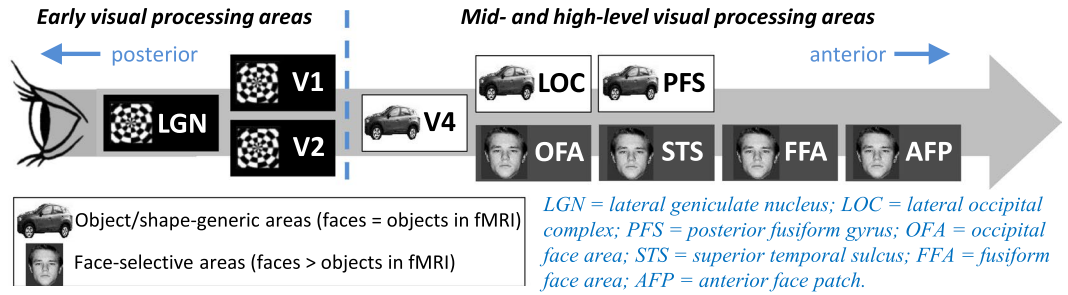 Early visual processing areas
Mid- and high-level visual processing areas
posterior
anterior
LGN
V1
V2
V4
LOC
PFS
OFA
STS
FFA
AFP
Object/shape-generic areas (faces = objects in fMRI)
Face-selective areas (faces > objects in fMRI)
LGN = lateral geniculate nucleus; LOC = lateral occipital
complex; PFS = posterior fusiform gyrus; OFA = occipital
face area; STS = superior temporal sulcus; FFA = fusiform
face area; AFP = anterior face patch.